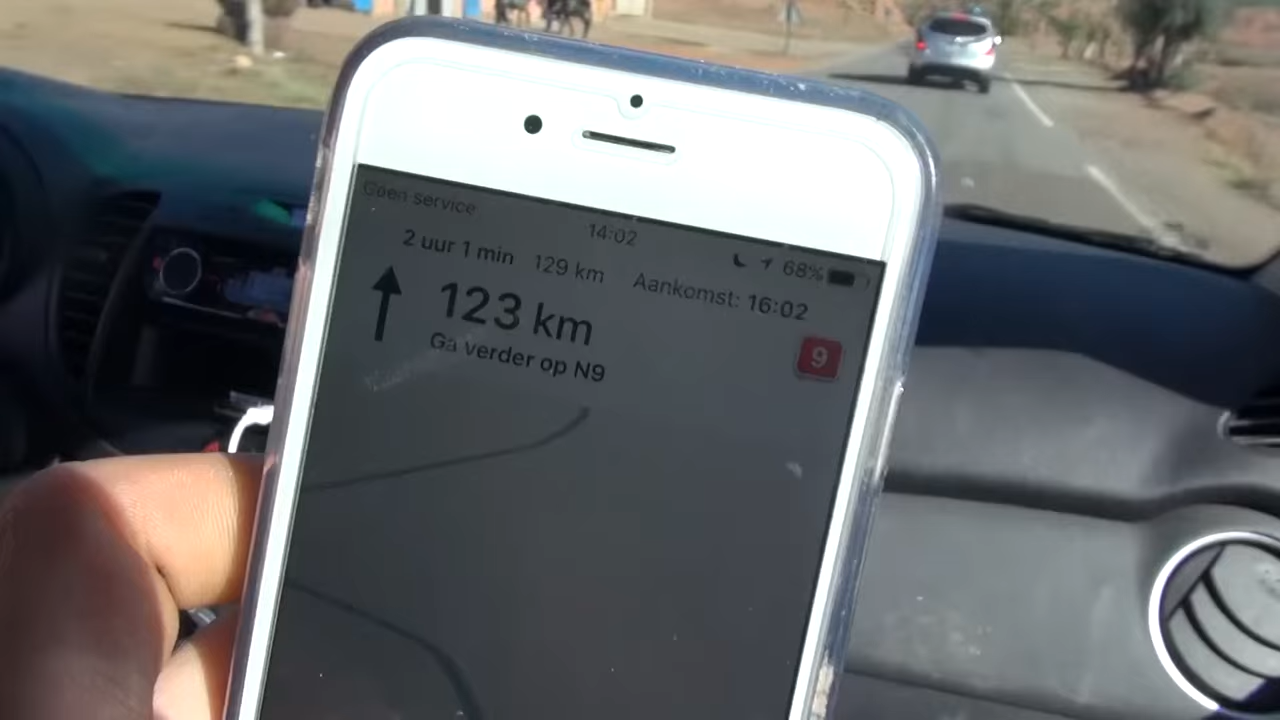 Geen service
14:02
68%
2 uur 1 min 129 km Aankomst: 16:02
123 km
Ga verder op N9
9